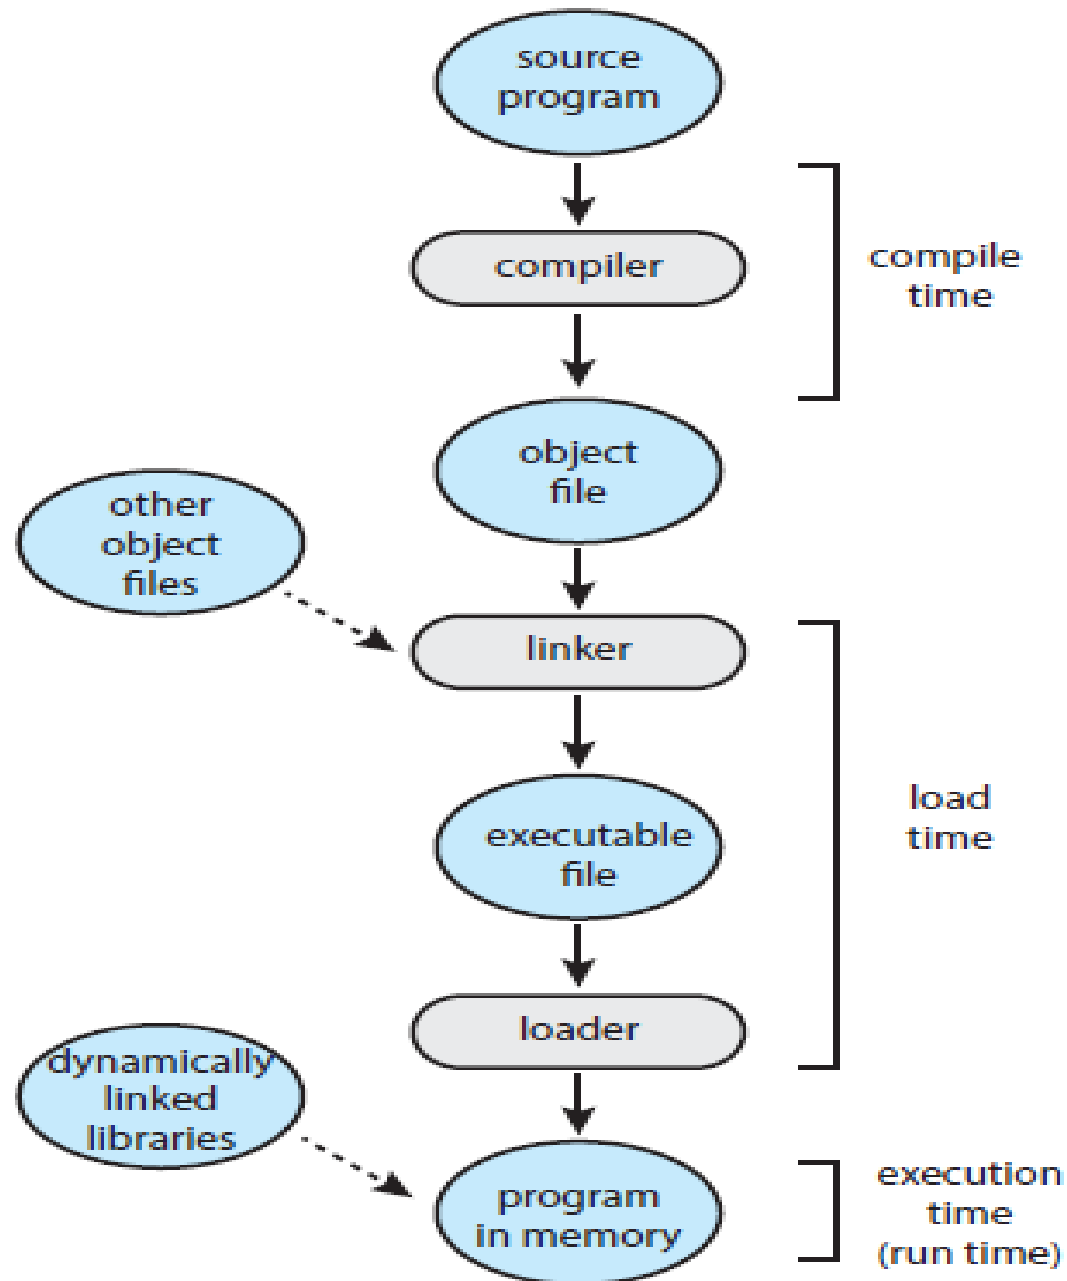 source
program
compiler
compile
time
object
file
other
object
files
linker
executable
file
load
time
loader
dynamically
linked
libraries
program
in memory
execution
time
(run time)